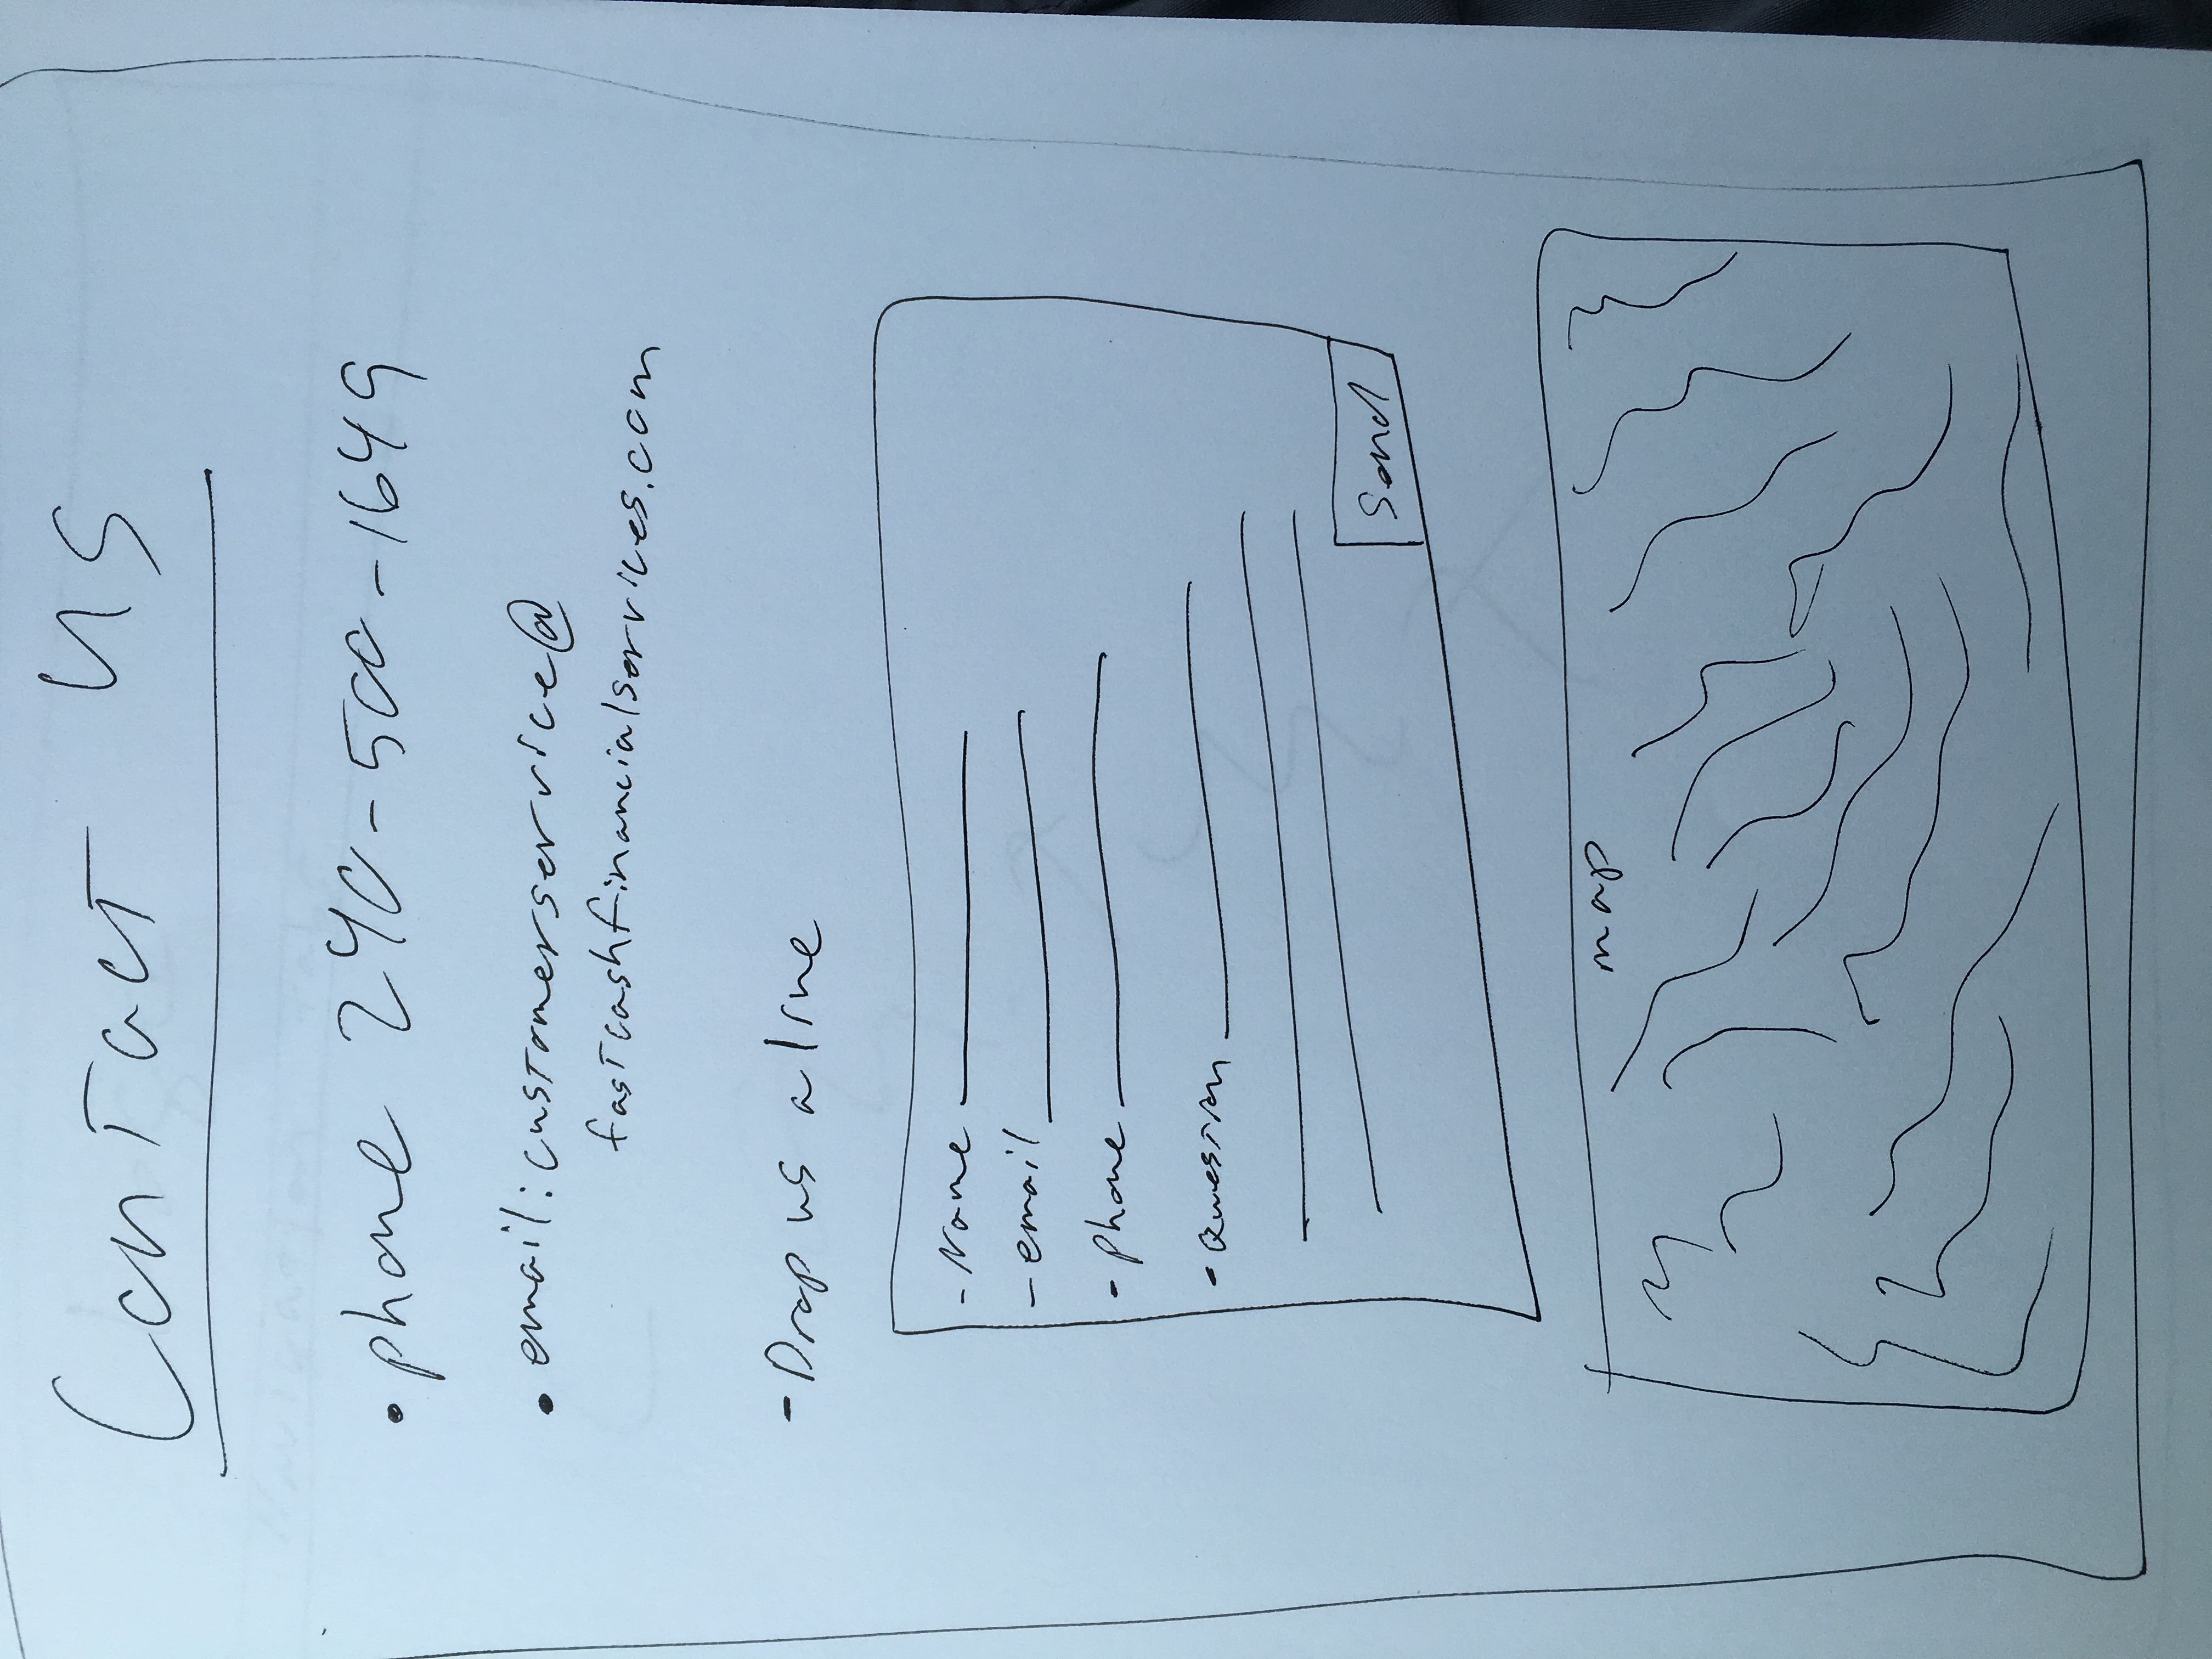 Contact us
• phone 240-500-1649
• email: customerservice@
fastcashfinancialservices.com
- Drop us a line
- Name
- email
- phone
- Question
Send
map